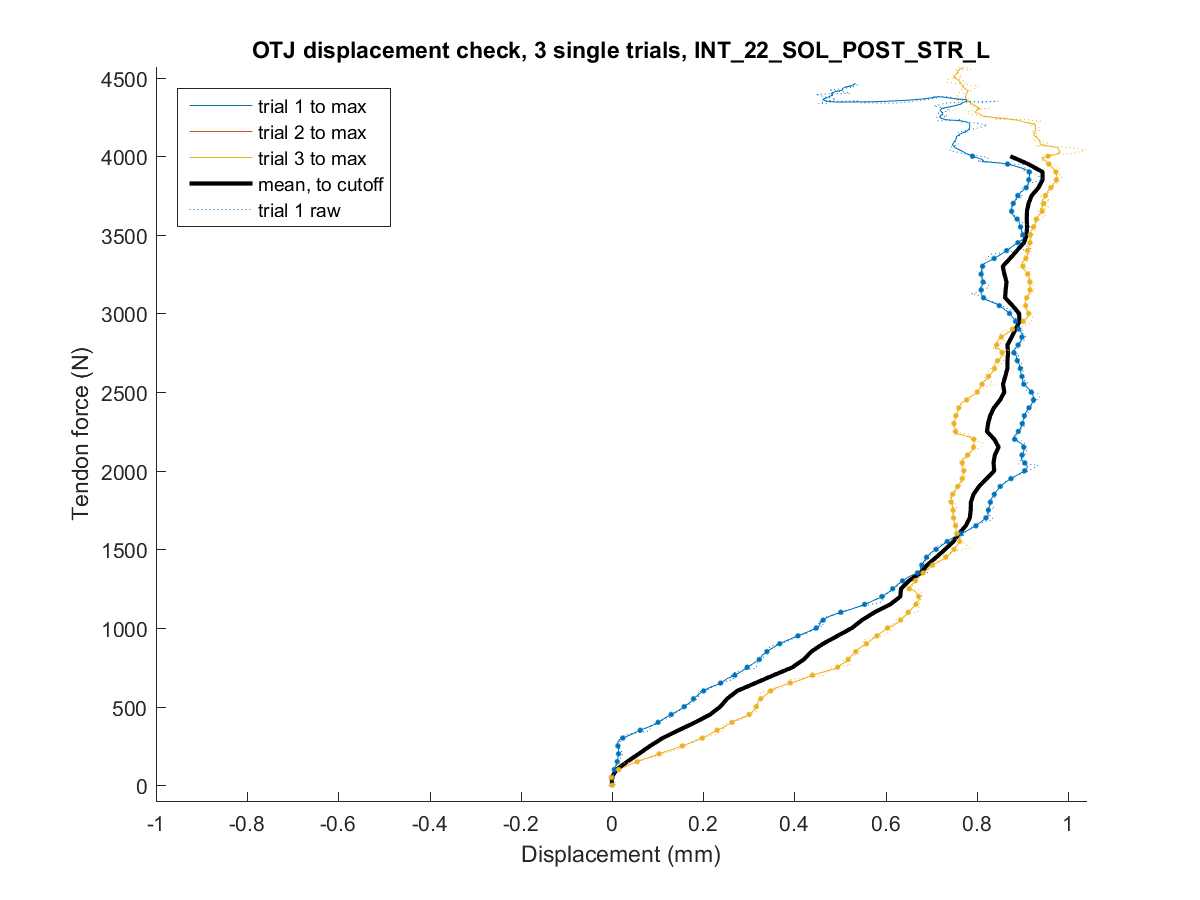 OTJ displacement check, 3 single trials, INT_22_SOL_POST_STR_L
trial 1 to max
trial 2 to max
trial 3 to max
mean, to cutoff
trial 1 raw
4500
4000
3500
3000
2500
2000
1500
1000
500
0
Tendon force (N)
-1 -0.8 -0.6 -0.4 -0.2 0 0.2 0.4 0.6 0.8 1
Displacement (mm)